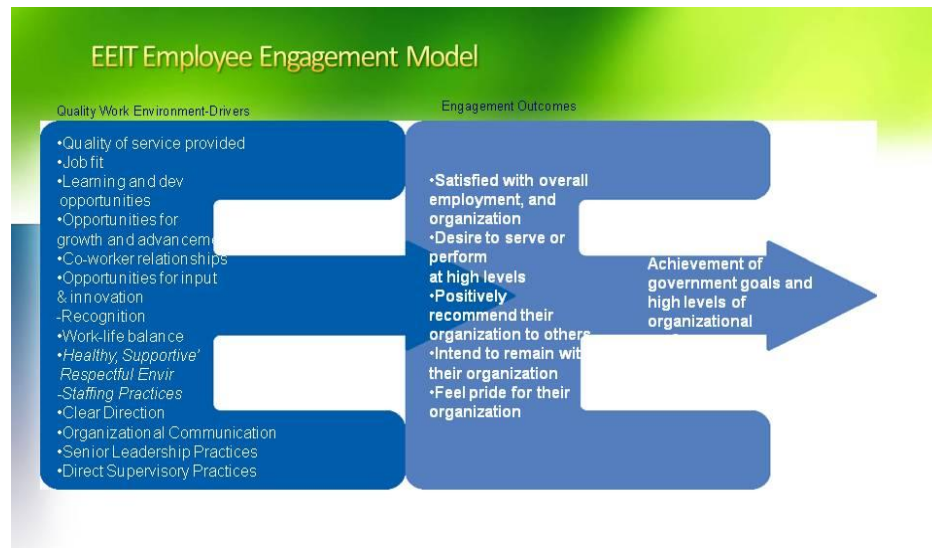 EEIT Employee Engagement Model
Quality Work Environment-Drivers
•Quality of service provided
•Job fit
•Learning and dev
opportunities
•Opportunities for
growth and advancem
•Co-worker relationships
•Opportunities for input
& innovation
-Recognition
•Work-life balance
•Healthy, Supportive'
Respectful Envir
-Staffing Practices
•Clear Direction
•Organizational Communication
•Senior Leadership Practices
•Direct Supervisory Practices
Engagement Outcomes
•Satisfied with overall
employment, and
organization
•Desire to serve or
perform
at high levels
•Positively
recommend their
organization to others
•Intend to remain wit
their organization
•Feel pride for their
organization
Achievement of
government goals and
high levels of
organizational